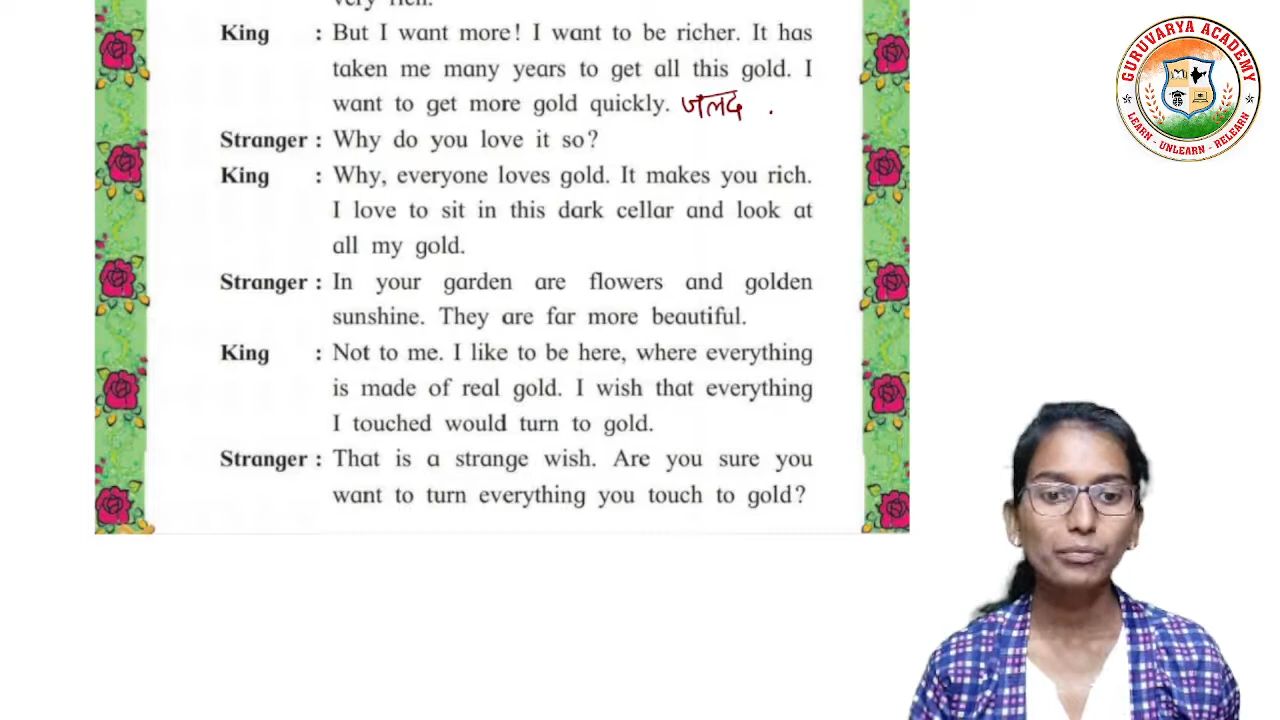 King : But I want more! I want to be richer. It has
taken me many years to get all this gold. I
want to get more gold quickly. जलद .
Stranger : Why do you love it so?
King : Why, everyone loves gold. It makes you rich.
I love to sit in this dark cellar and look at
all my gold.
Stranger : In your garden are flowers and golden
sunshine. They are far more beautiful.
King : Not to me. I like to be here, where everything
is made of real gold. I wish that everything
I touched would turn to gold.
Stranger : That is a strange wish. Are you sure you
want to turn everything you touch to gold?
GURUVARYA ACADEMY
LEARN - UNLEARN - RELEARN